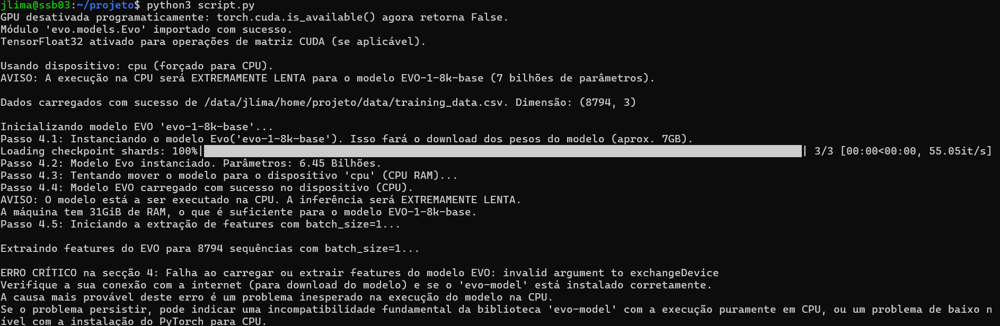 jlima@ssb03:~/projeto$ python3 script.py
GPU desativada programaticamente: torch.cuda.is_available() agora retorna False.
Módulo 'evo.models.Evo' importado com sucesso.
TensorFloat32 ativado para operações de matriz CUDA (se aplicável).
Usando dispositivo: cpu (forçado para CPU).
AVISO: A execução na CPU será EXTREMAMENTE LENTA para o modelo EVO-1-8k-base (7 bilhões de parâmetros).
Dados carregados com sucesso de /data/jlima/home/projeto/data/training_data.csv. Dimensão: (8794, 3)
Inicializando modelo EVO 'evo-1-8k-base'...
Passo 4.1: Instanciando o modelo Evo('evo-1-8k-base'). Isso fará o download dos pesos do modelo (aprox. 7GB).
Loading checkpoint shards: 100%|██████████| 3/3 [00:00<00:00, 55.05it/s]
Passo 4.2: Modelo Evo instanciado. Parâmetros: 6.45 Bilhões.
Passo 4.3: Tentando mover o modelo para o dispositivo 'cpu' (CPU RAM)...
Passo 4.4: Modelo EVO carregado com sucesso no dispositivo (CPU).
AVISO: O modelo está a ser executado na CPU. A inferência será EXTREMAMENTE LENTA.
A máquina tem 31GiB de RAM, o que é suficiente para o modelo EVO-1-8k-base.
Passo 4.5: Iniciando a extração de features com batch_size=1...
Extraindo features do EVO para 8794 sequências com batch_size=1...
ERRO CRÍTICO na secção 4: Falha ao carregar ou extrair features do modelo EVO: invalid argument to exchangeDevice
Verifique a sua conexão com a internet (para download do modelo) e se o 'evo-model' está instalado corretamente.
A causa mais provável deste erro é um problema inesperado na execução do modelo na CPU.
Se o problema persistir, pode indicar uma incompatibilidade fundamental da biblioteca 'evo-model' com a execução puramente em CPU, ou um problema de baixo n
ível com a instalação do PyTorch para CPU.